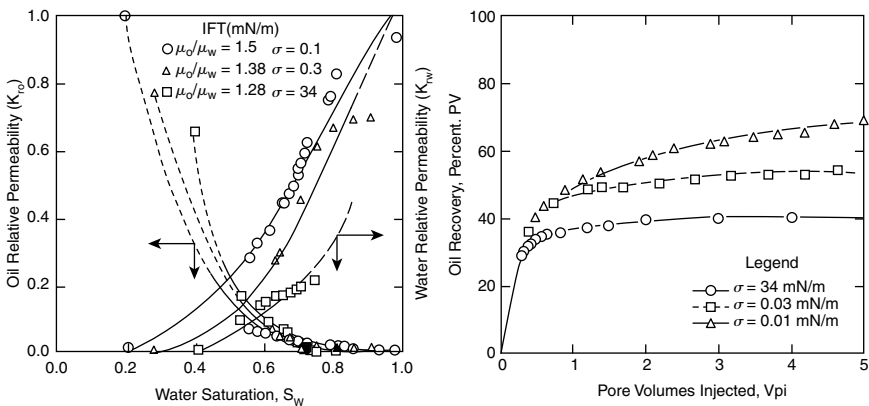 IFT(mN/m)
μo/μw = 1.5 σ = 0.1
μo/μw = 1.38 σ = 0.3
μo/μw = 1.28 σ = 34
Oil Relative Permeability (Kro)
1.0
0.8
0.6
0.4
0.2
0.0
0.0 0.2 0.4 0.6 0.8 1.0
Water Saturation, SW
Water Relative Permeability (Krw)
Oil Recovery, Percent. PV
100
80
60
40
20
0
0 1 2 3 4 5
Pore Volumes Injected, Vpi
Legend
σ = 34 mN/m
σ = 0.03 mN/m
σ = 0.01 mN/m